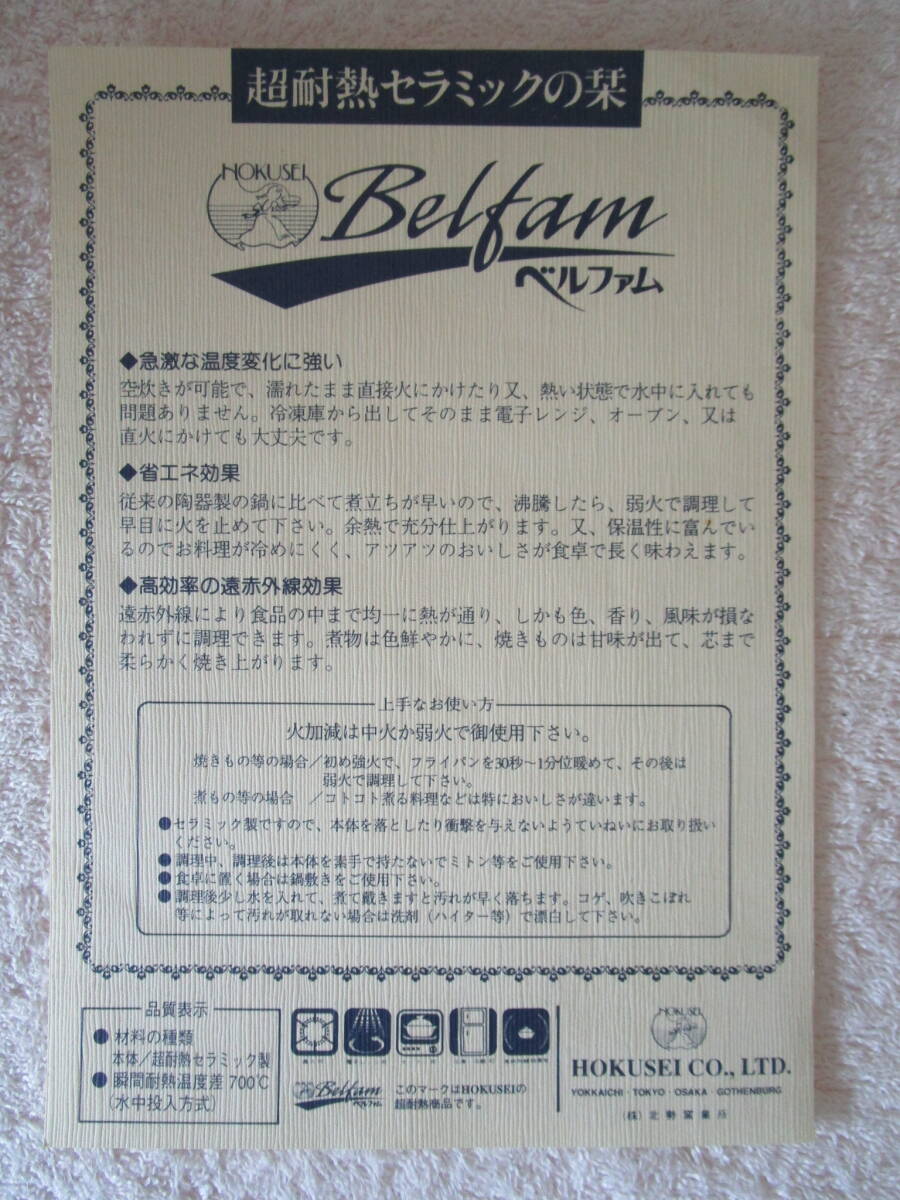 超耐熱セラミックの栞
HOKUSEI
Belfam
ベルファム
◆急激な温度変化に強い
空炊きが可能で、濡れたまま直接火にかけたり又、熱い状態で水中に入れても
問題ありません。冷凍庫から出してそのまま電子レンジ、オーブン、又は
直火にかけても大丈夫です。
◆省エネ効果
従来の陶器製の鍋に比べて煮立ちが早いので、沸騰したら、弱火で調理して
早目に火を止めて下さい。余熱で充分仕上がります。又、保温性に富んでい
るのでお料理が冷めにくく、アツアツのおいしさが食卓で長く味わえます。
◆高効率の遠赤外線効果
遠赤外線により食品の中まで均一に熱が通り、しかも色、香り、風味が損な
われずに調理できます。煮物は色鮮やかに、焼きものは甘味が出て、芯まで
柔らかく焼き上がります。
上手なお使い方
火加減は中火か弱火で御使用下さい。
焼きもの等の場合/初め強火で、フライパンを30秒～1分位暖めて、その後は
弱火で調理して下さい。
煮もの等の場合 /コトコト煮る料理などは特においしさが違います。
●セラミック製ですので、本体を落としたり衝撃を与えないようていねいにお取り扱い
ください。
●調理中、調理後は本体を素手で持たないでミトン等をご使用下さい。
●食卓に置く場合は鍋敷きをご使用下さい。
●調理後少し水を入れて、煮て戴きますと汚れが早く落ちます。コゲ、吹きこぼれ
等によって汚れが取れない場合は洗剤（ハイター等）で漂白して下さい。
品質表示
●材料の種類
本体/超耐熱セラミック製
●瞬間耐熱温度差 700℃
（水中投入方式）
Belfam
ベルファム
このマークはHOKUSEIの
超耐熱商品です。
HOKUSEI
HOKUSEI CO., LTD.
YOKKAICHI・TOKYO・OSAKA・GOTHENBURG
(株)北野窯業所